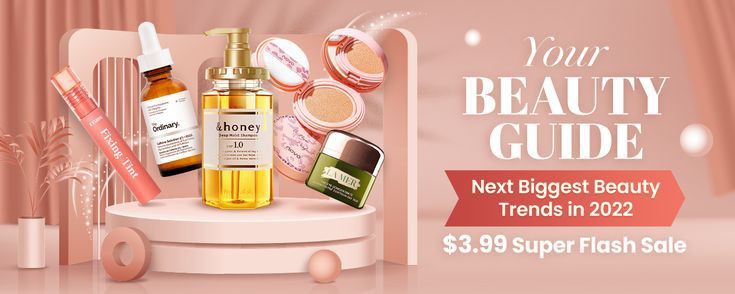 Your
BEAUTY
GUIDE
Next Biggest Beauty
Trends in 2022
$3.99 Super Flash Sale
Fixing Tint
The
Ordinary.
&honey
Deep Moist Shampoo
1.0
LA MER